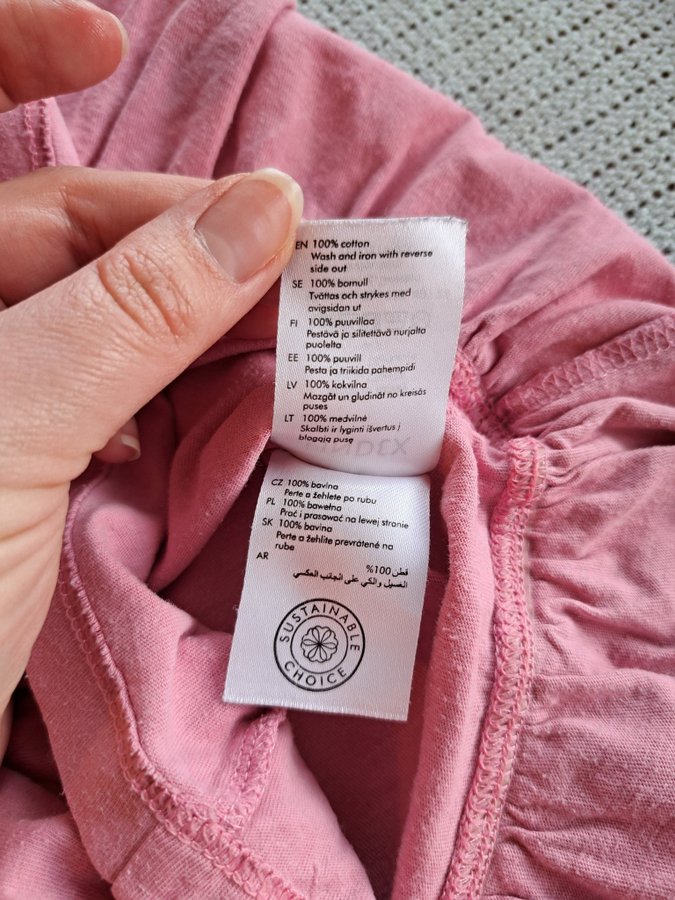 EN 100% cotton
Wash and iron with reverse
side out
SE 100% bomull
Tvättas och strykes med
avigsidan ut
FI 100% puuvillaa
Pestävä ja silitettävä nurjalta
puolelta
EE 100% puuvill
Pesta ja triikida pahempidi
LV 100% kokvilna
Mazgāt un gludināt no kreisās
puses
LT 100% medvilnė
Skalbti ir lyginti išvertus į
blogąją pusę
CZ 100% bavlna
Perte a žehlete po rubu
PL 100% bawełna
Prać i prasować na lewej stronie
SK 100% bavlna
Perte a žehlite prevrátené na
rube
AR
قطن 100%
الغسيل والكي على الجانب العكسي
SUSTAINABLE
CHOICE